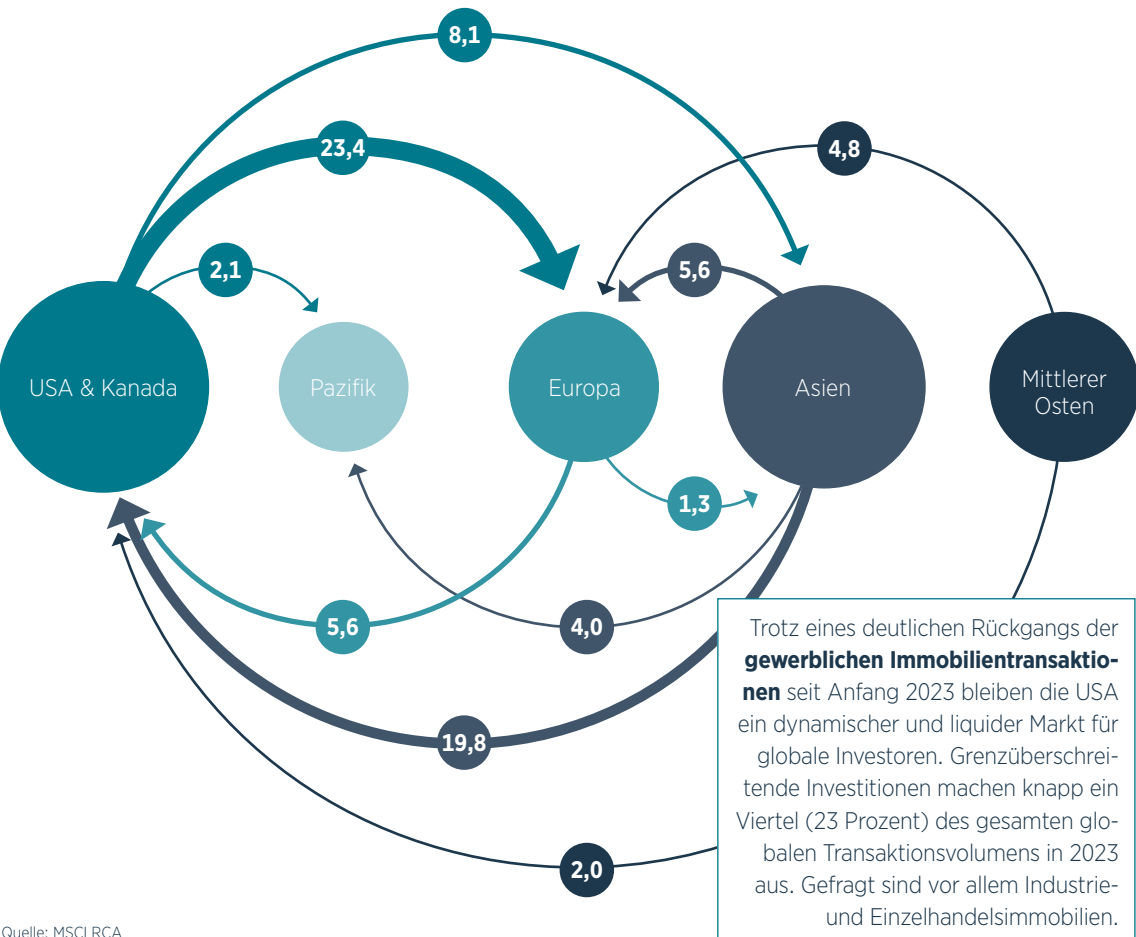 8,1
23,4
4,8
2,1
5,6
USA & Kanada
Pazifik
Europa
Asien
Mittlerer
Osten
1,3
5,6
4,0
19,8
2,0
Trotz eines deutlichen Rückgangs der
gewerblichen Immobilientransaktio-
nen seit Anfang 2023 bleiben die USA
ein dynamischer und liquider Markt für
globale Investoren. Grenzüberschrei-
tende Investitionen machen knapp ein
Viertel (23 Prozent) des gesamten glo-
balen Transaktionsvolumens in 2023
aus. Gefragt sind vor allem Industrie-
und Einzelhandelsimmobilien.
Quelle: MSCI RCA